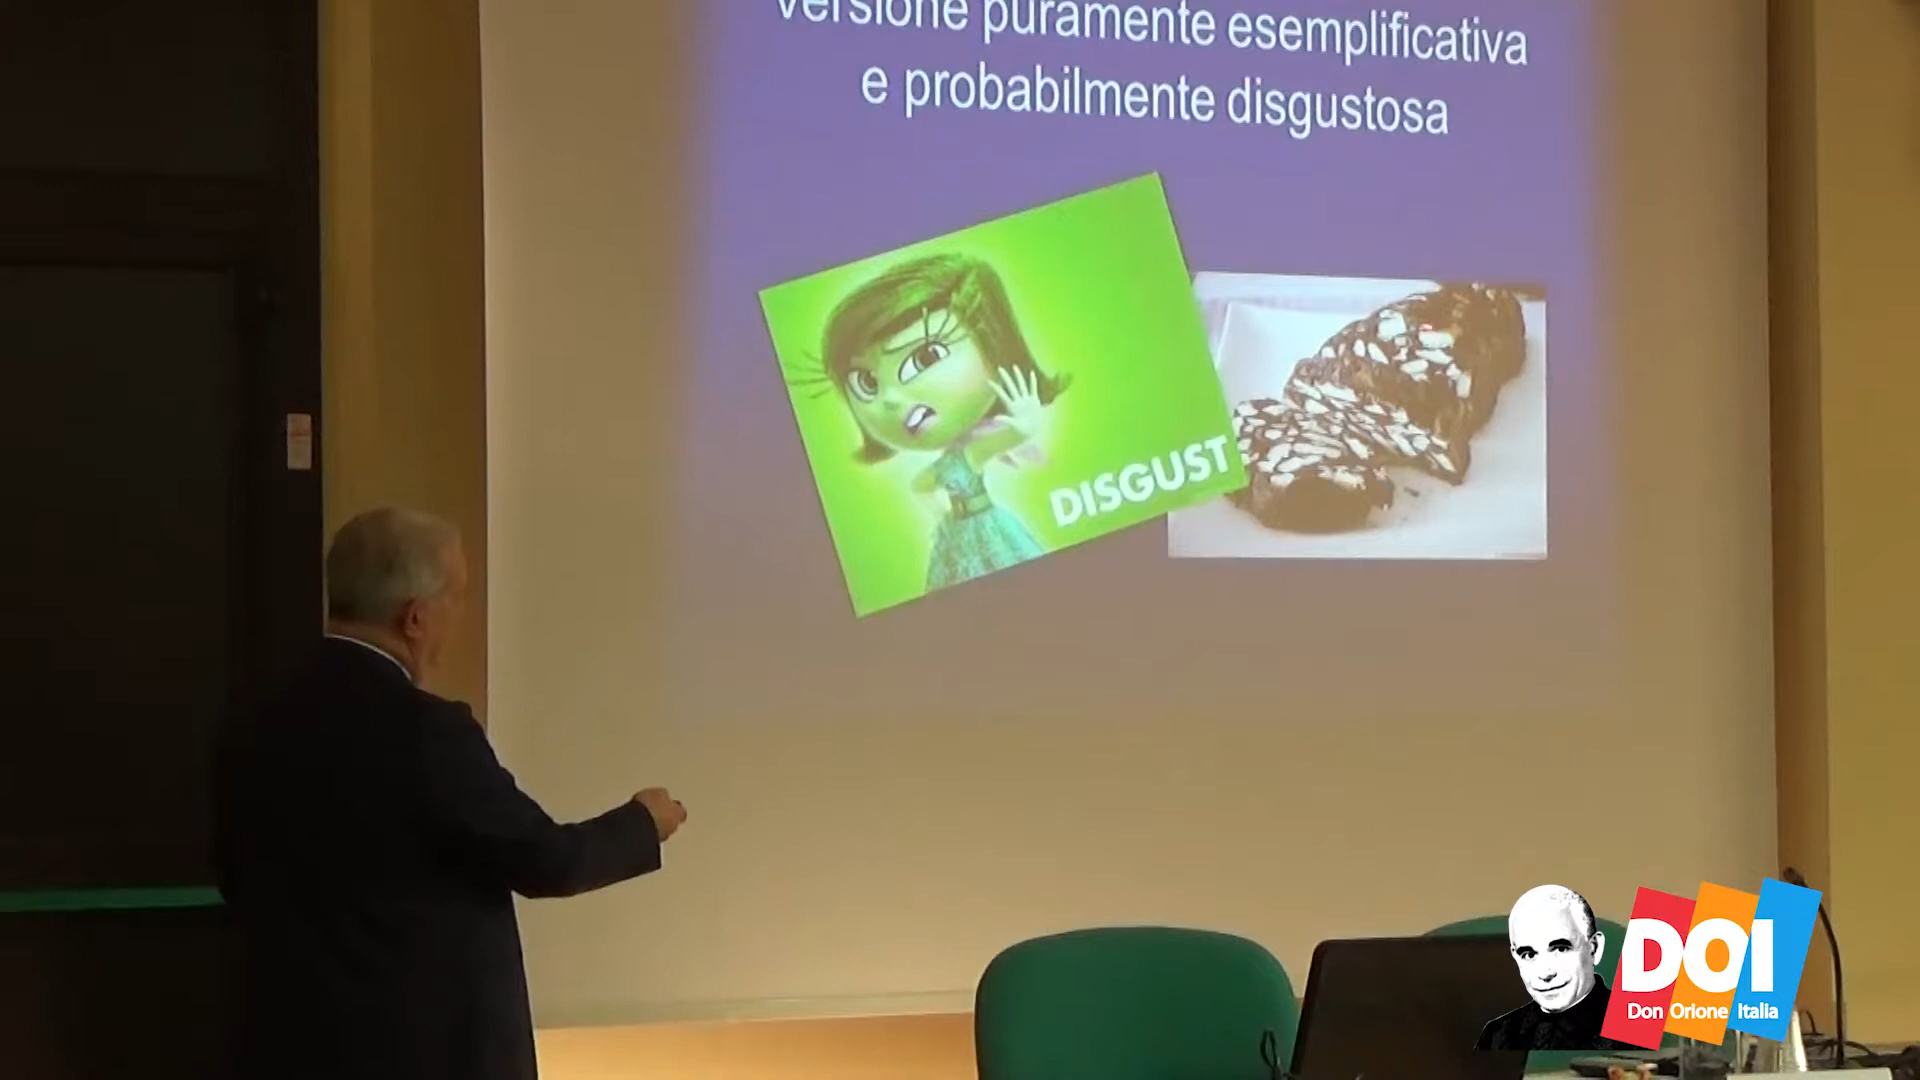 versione puramente esemplificativa
e probabilmente disgustosa
DISGUST
DOI
Don Orione Italia